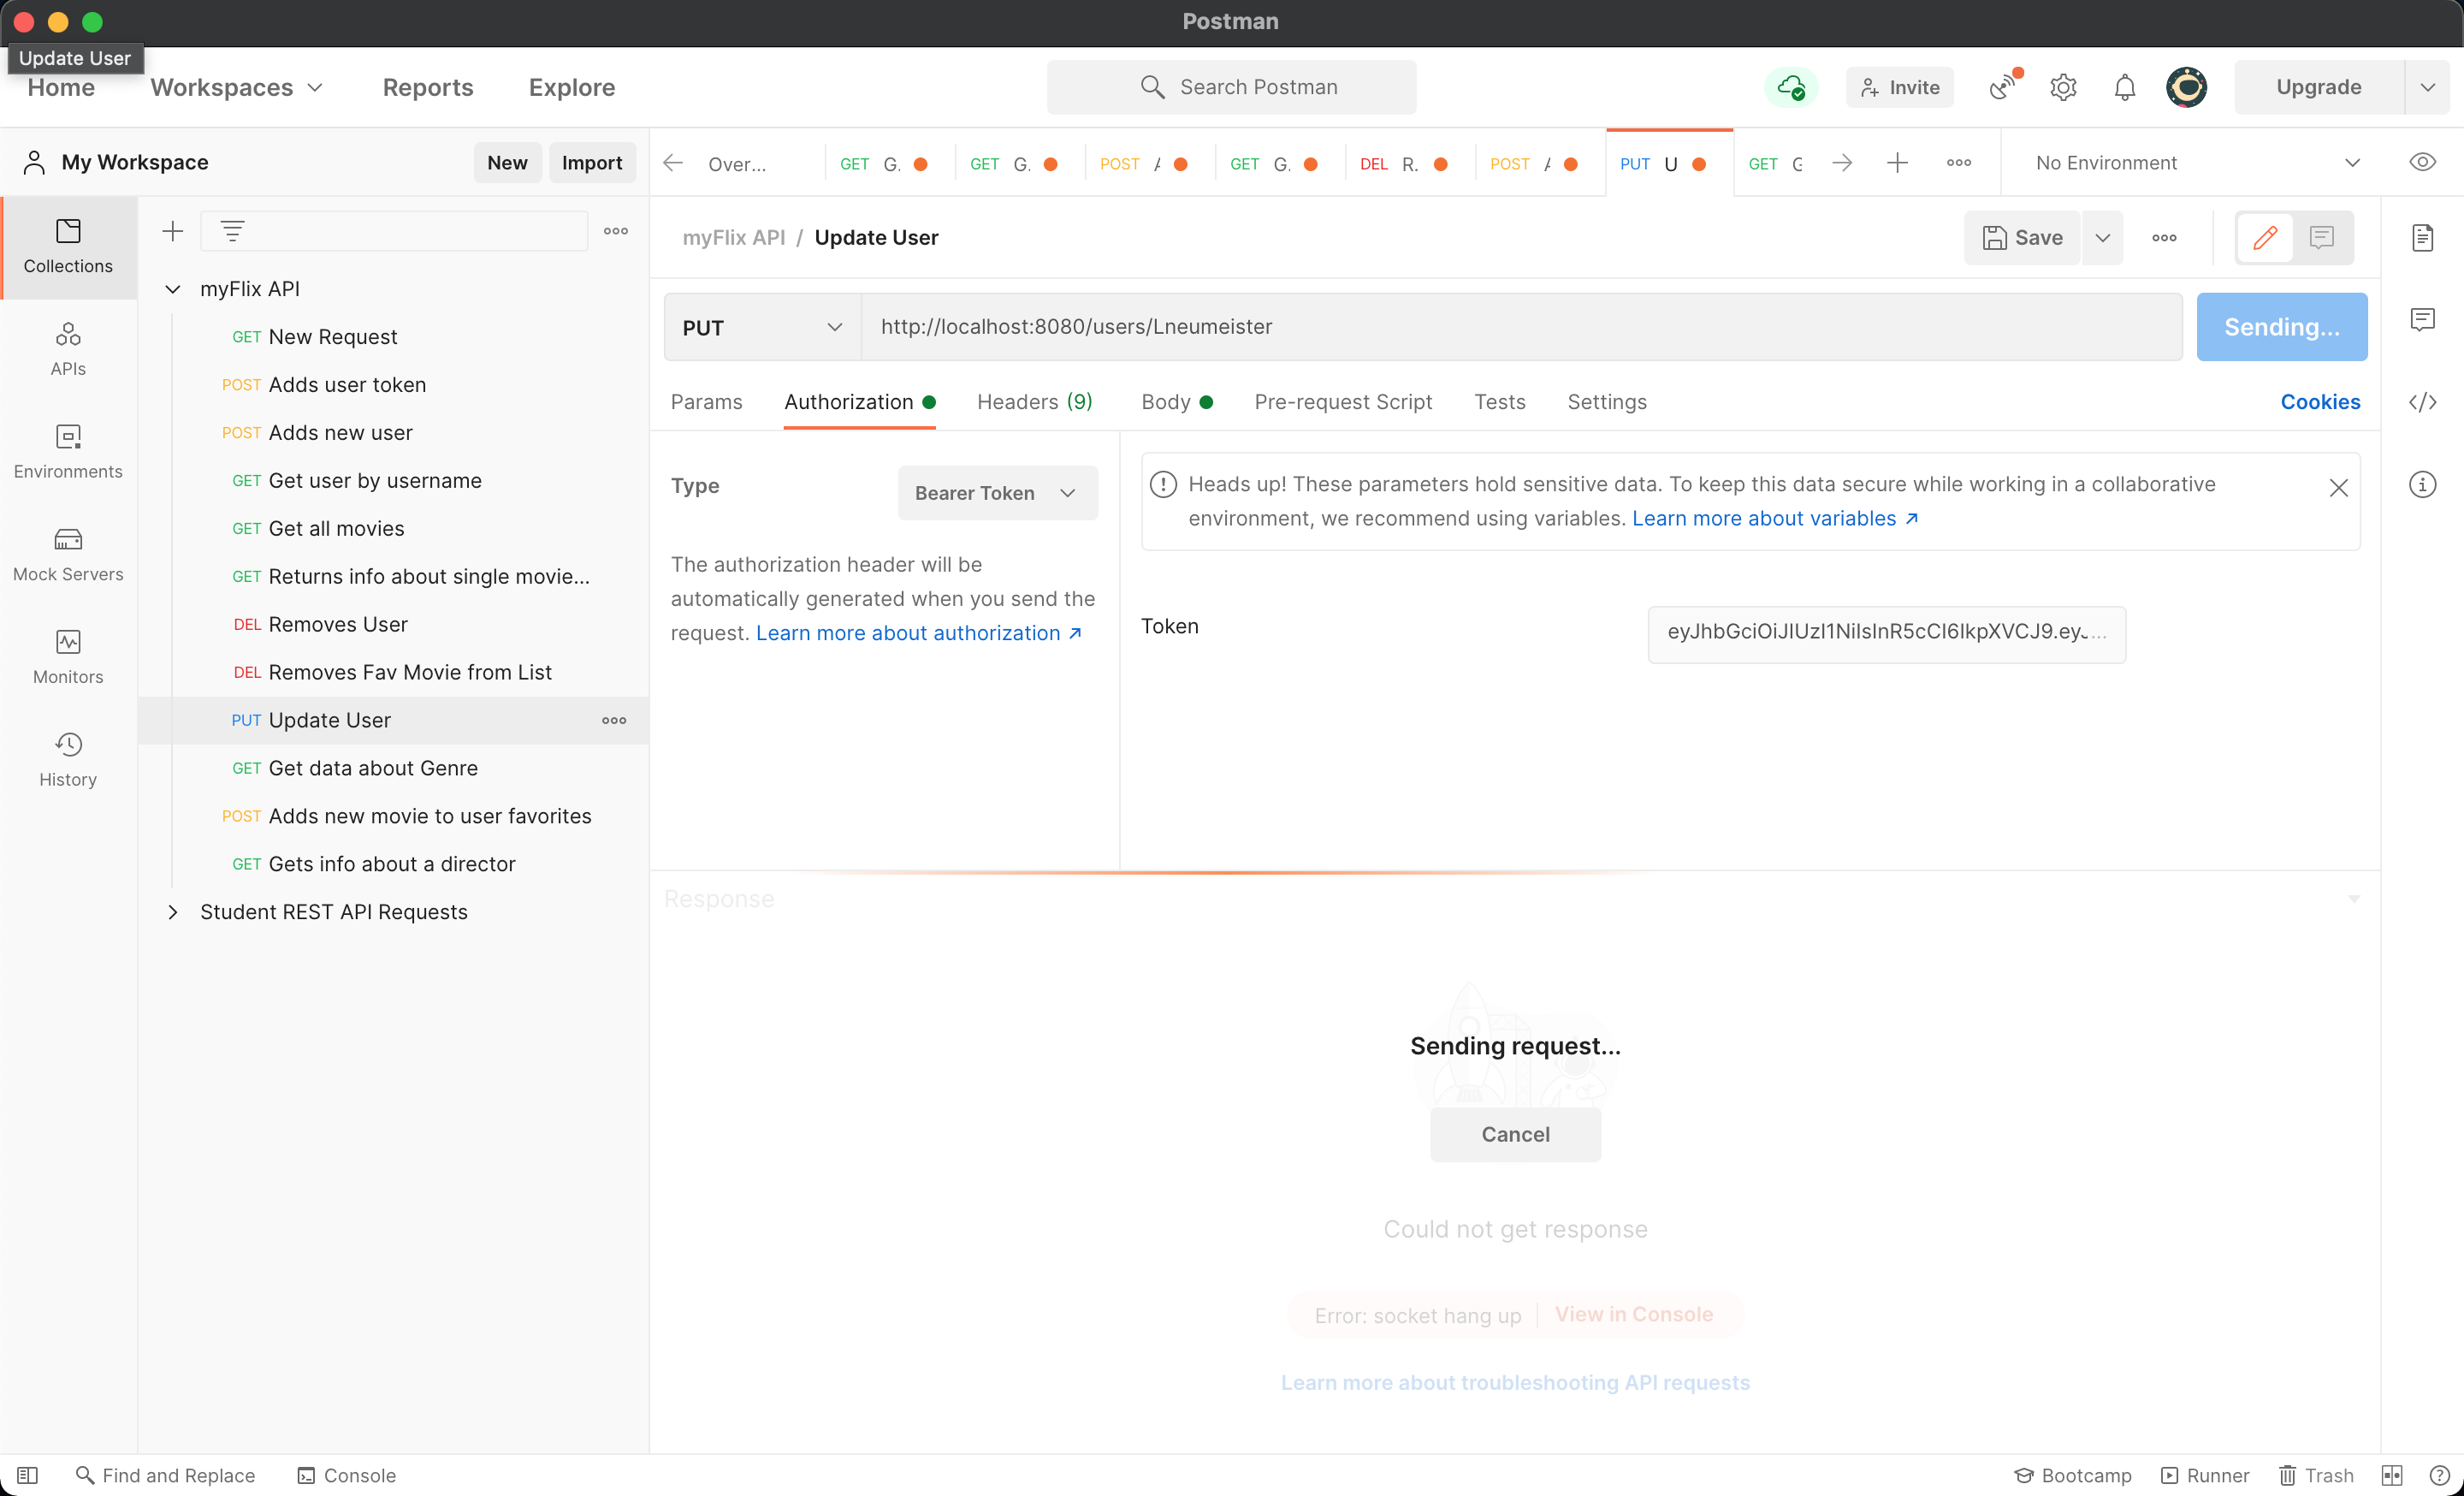 Postman
Update User
Home
Workspaces
Reports
Explore
Search Postman
Invite
Upgrade
My Workspace
New
Import
Over...
GET G.
GET G.
POST
GET G.
DEL R.
POST
PUT U
GET
No Environment
Collections
APIs
Environments
Mock Servers
Monitors
History
myFlix API
GET New Request
POST Adds user token
POST Adds new user
GET Get user by username
GET Get all movies
GET Returns info about single movie...
DEL Removes User
DEL Removes Fav Movie from List
PUT Update User
GET Get data about Genre
POST Adds new movie to user favorites
GET Gets info about a director
Student REST API Requests
myFlix API / Update User
Save
PUT
http://localhost:8080/users/Lneumeister
Sending...
Params
Authorization
Headers (9)
Body
Pre-request Script
Tests
Settings
Cookies
Type
Bearer Token
The authorization header will be
automatically generated when you send the
request. Learn more about authorization ↗
Heads up! These parameters hold sensitive data. To keep this data secure while working in a collaborative
environment, we recommend using variables. Learn more about variables ↗
Token
Response
Sending request...
Cancel
Could not get response
Error: socket hang up
View in Console
Learn more about troubleshooting API requests
Find and Replace
Console
Bootcamp
Runner
Trash